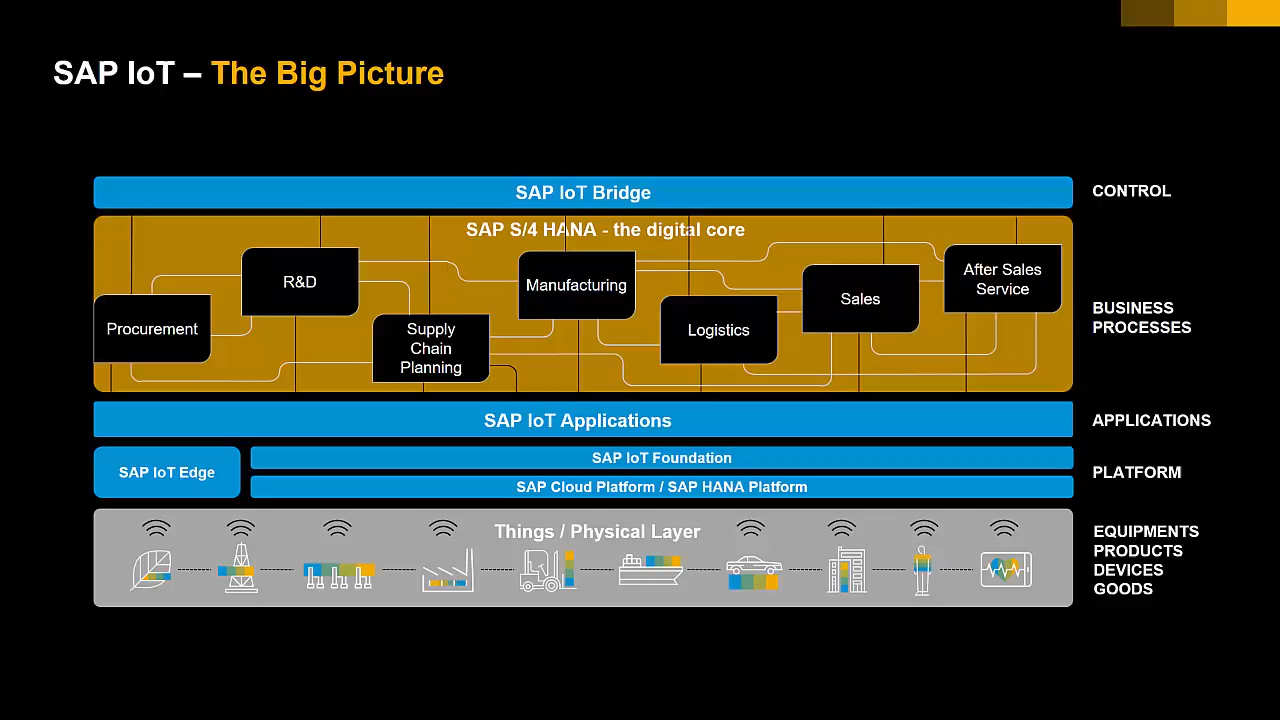 SAP IoT – The Big Picture
SAP IoT Bridge
CONTROL
SAP S/4 HANA - the digital core
Procurement
R&D
Supply
Chain
Planning
Manufacturing
Logistics
Sales
After Sales
Service
BUSINESS
PROCESSES
SAP IoT Applications
APPLICATIONS
SAP IoT Edge
SAP IoT Foundation
SAP Cloud Platform / SAP HANA Platform
PLATFORM
Things / Physical Layer
EQUIPMENTS
PRODUCTS
DEVICES
GOODS